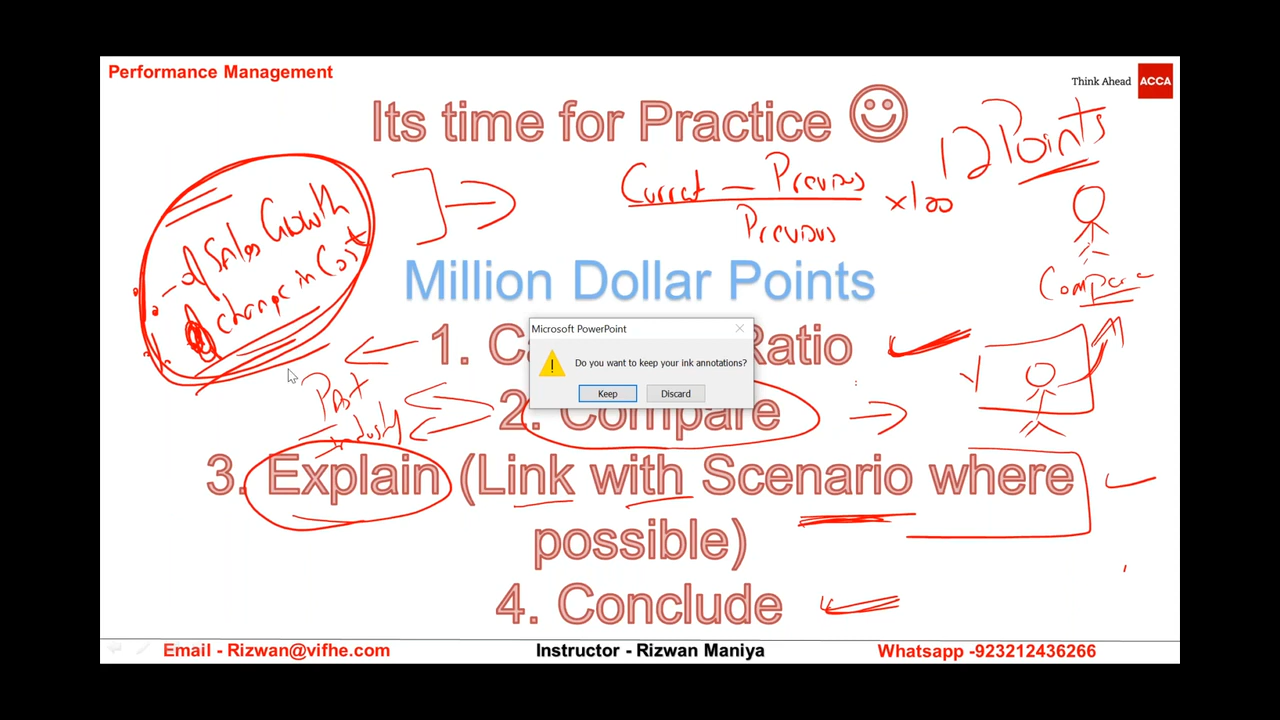 Performance Management
Think Ahead ACCA
Its time for Practice
12 Points
Current - Previous
Previous
x100
Sales Growth
change in Cost
Compare
Million Dollar Points
Microsoft PowerPoint
Do you want to keep your ink annotations?
Keep Discard
1. Ca Ratio
Past
industry
2. Compare
3. Explain (Link with Scenario where
possible)
4. Conclude
Email - Rizwan@vifhe.com Instructor - Rizwan Maniya Whatsapp -923212436266